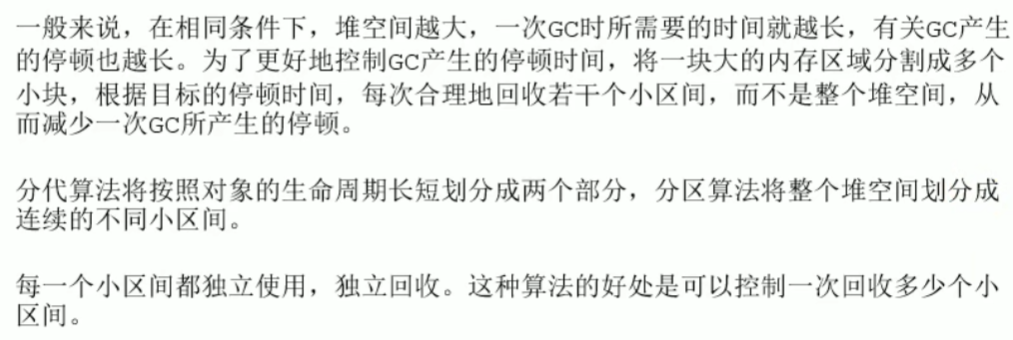 一般来说，在相同条件下，堆空间越大，一次GC时所需要的时间就越长，有关GC产生
的停顿也越长。为了更好地控制GC产生的停顿时间，将一块大的内存区域分割成多个
小块，根据目标的停顿时间，每次合理地回收若干个小区间，而不是整个堆空间，从
而减少一次GC所产生的停顿。
分代算法将按照对象的生命周期长短划分成两个部分，分区算法将整个堆空间划分成
连续的不同小区间。
每一个小区间都独立使用，独立回收。这种算法的好处是可以控制一次回收多少个小
区间。